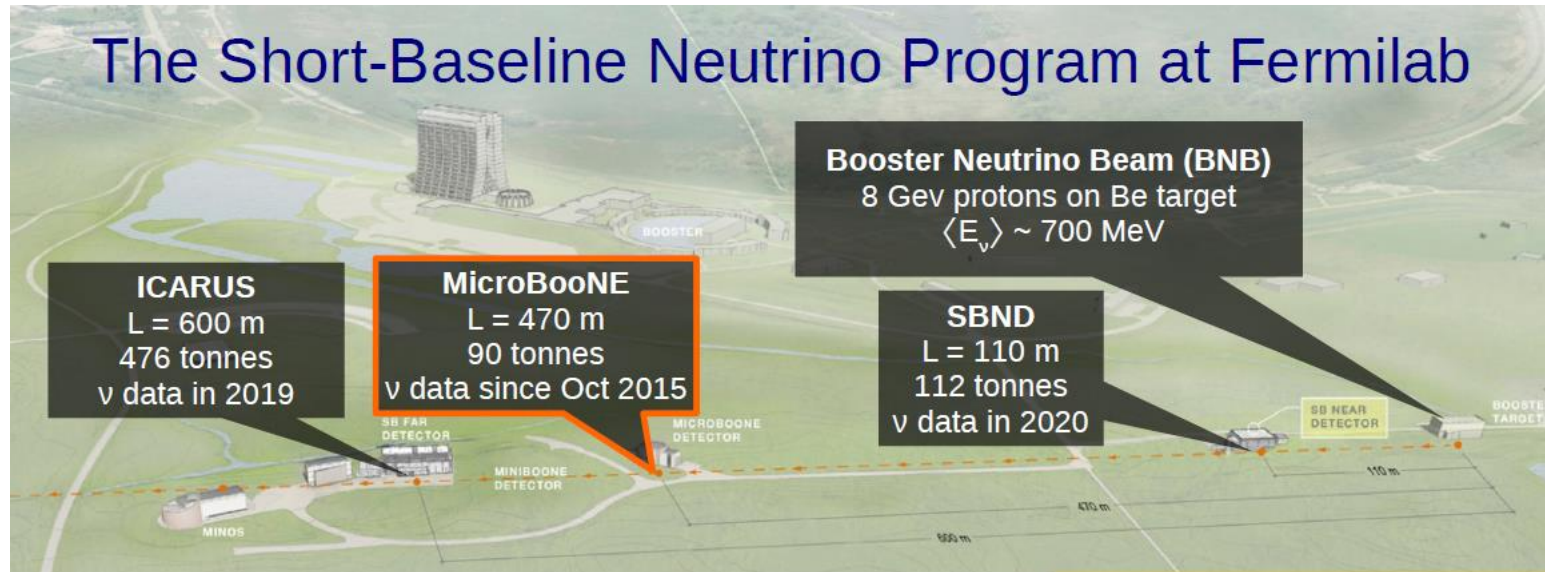 The Short-Baseline Neutrino Program at Fermilab
Booster Neutrino Beam (BNB)
8 Gev protons on Be target
〈Eν〉 ~ 700 MeV
BOOSTER
ICARUS
L = 600 m
476 tonnes
ν data in 2019
MicroBooNE
L = 470 m
90 tonnes
ν data since Oct 2015
SBND
L = 110 m
112 tonnes
ν data in 2020
SB FAR
DETECTOR
MICROBOONE
DETECTOR
SB NEAR
DETECTOR
BOOSTE
TARGET
MINIBOONE
DETECTOR
MINOS
110 m
470 m
600 m